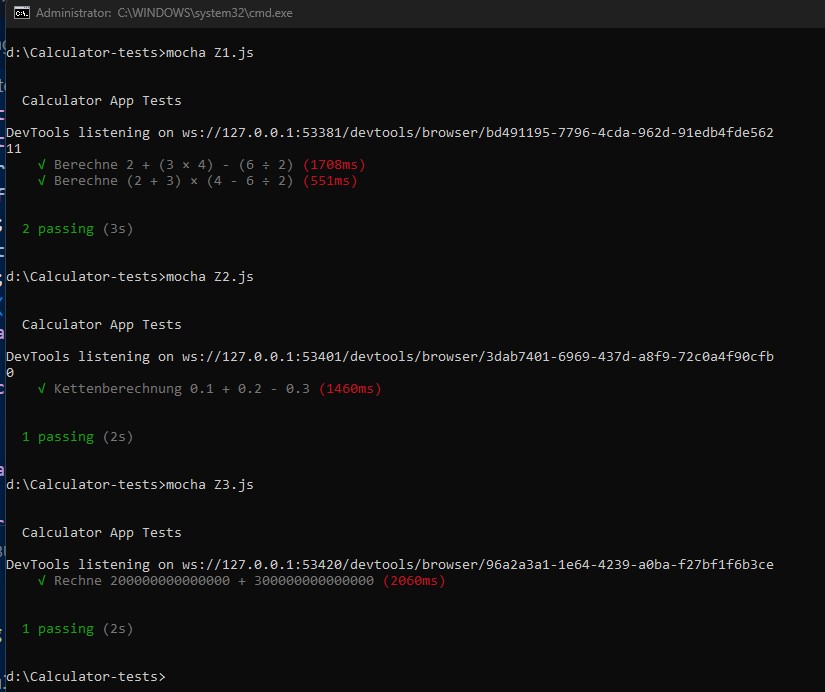 Administrator: C:\WINDOWS\system32\cmd.exe
d:\Calculator-tests>mocha Z1.js
Calculator App Tests
DevTools listening on ws://127.0.0.1:53381/devtools/browser/bd491195-7796-4cda-962d-91edb4fde562
11
√ Berechne 2 + (3 × 4) - (6 ÷ 2) (1708ms)
√ Berechne (2 + 3) × (4 - 6 ÷ 2) (551ms)
2 passing (3s)
d:\Calculator-tests>mocha Z2.js
Calculator App Tests
DevTools listening on ws://127.0.0.1:53401/devtools/browser/3dab7401-6969-437d-a8f9-72c0a4f90cfb
0
√ Kettenberechnung 0.1 + 0.2 - 0.3 (1460ms)
1 passing (2s)
d:\Calculator-tests>mocha Z3.js
Calculator App Tests
DevTools listening on ws://127.0.0.1:53420/devtools/browser/96a2a3a1-1e64-4239-a0ba-f27bf1f6b3ce
√ Rechne 200000000000000 + 300000000000000 (2060ms)
1 passing (2s)
d:\Calculator-tests>